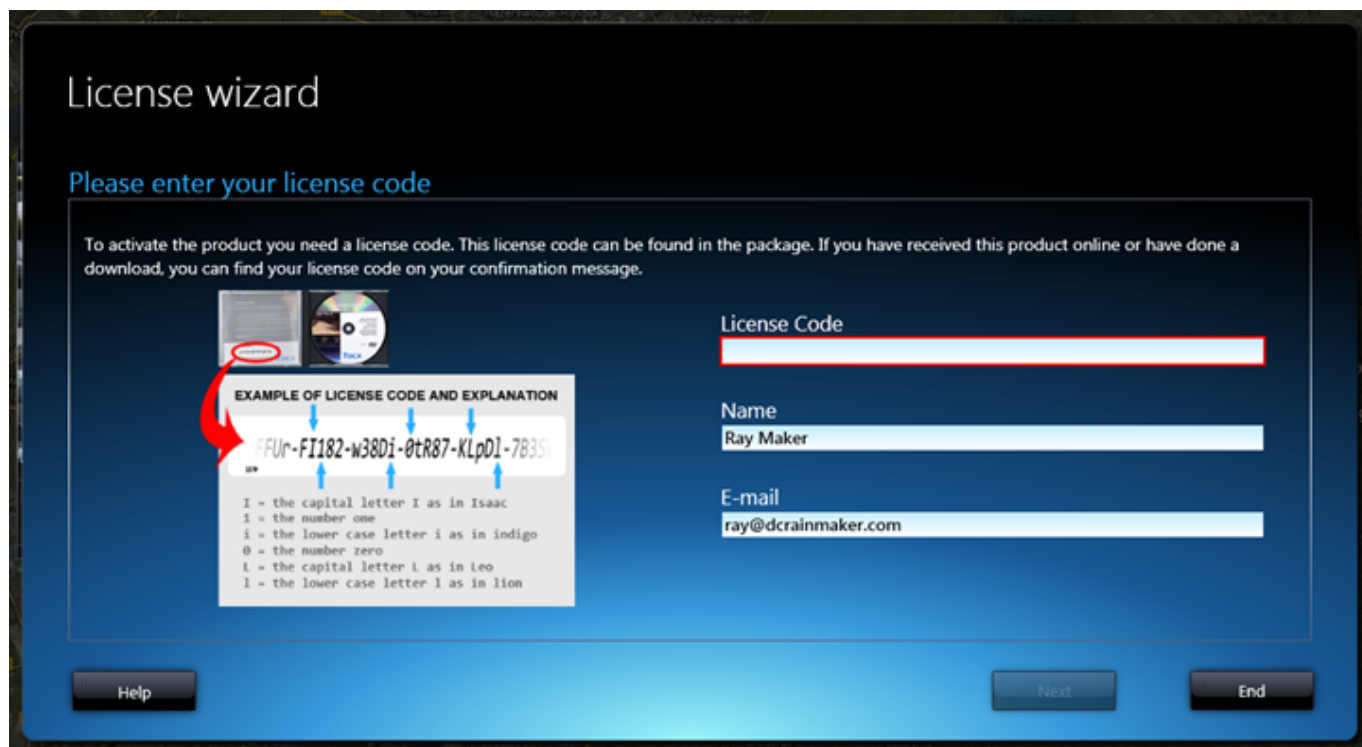 License wizard
Please enter your license code
To activate the product you need a license code. This license code can be found in the package. If you have received this product online or have done a
download, you can find your license code on your confirmation message.
EXAMPLE OF LICENSE CODE AND EXPLANATION
FFUr-FI182-w38Di-0tR87-KLpDl-7B3S
I - the capital letter I as in Isaac
1 - the number one
i - the lower case letter i as in indigo
0 - the number zero
L - the capital letter L as in Leo
l - the lower case letter l as in lion
License Code
Name
Ray Maker
E-mail
ray@dcrainmaker.com
Help
Next
End